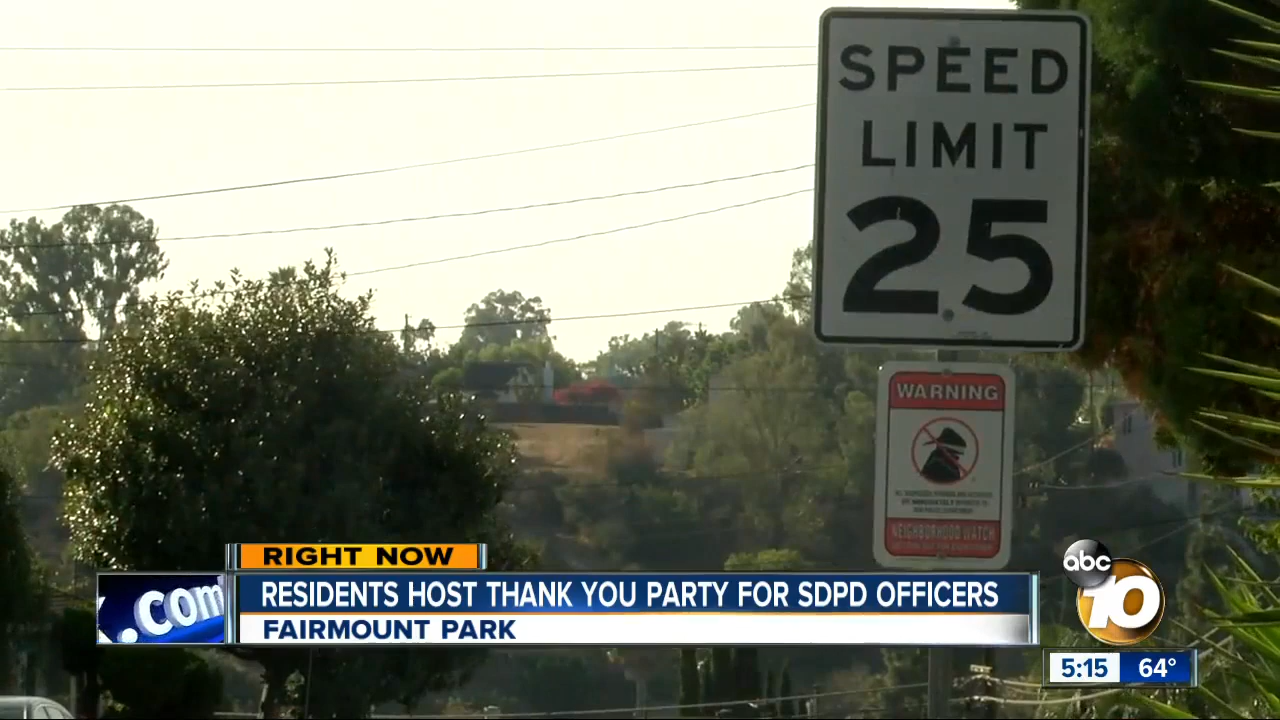 SPEED
LIMIT
25
WARNING
NEIGHBORHOOD WATCH
RIGHT NOW
.com
RESIDENTS HOST THANK YOU PARTY FOR SDPD OFFICERS
FAIRMOUNT PARK
abc
10
5:15 64°